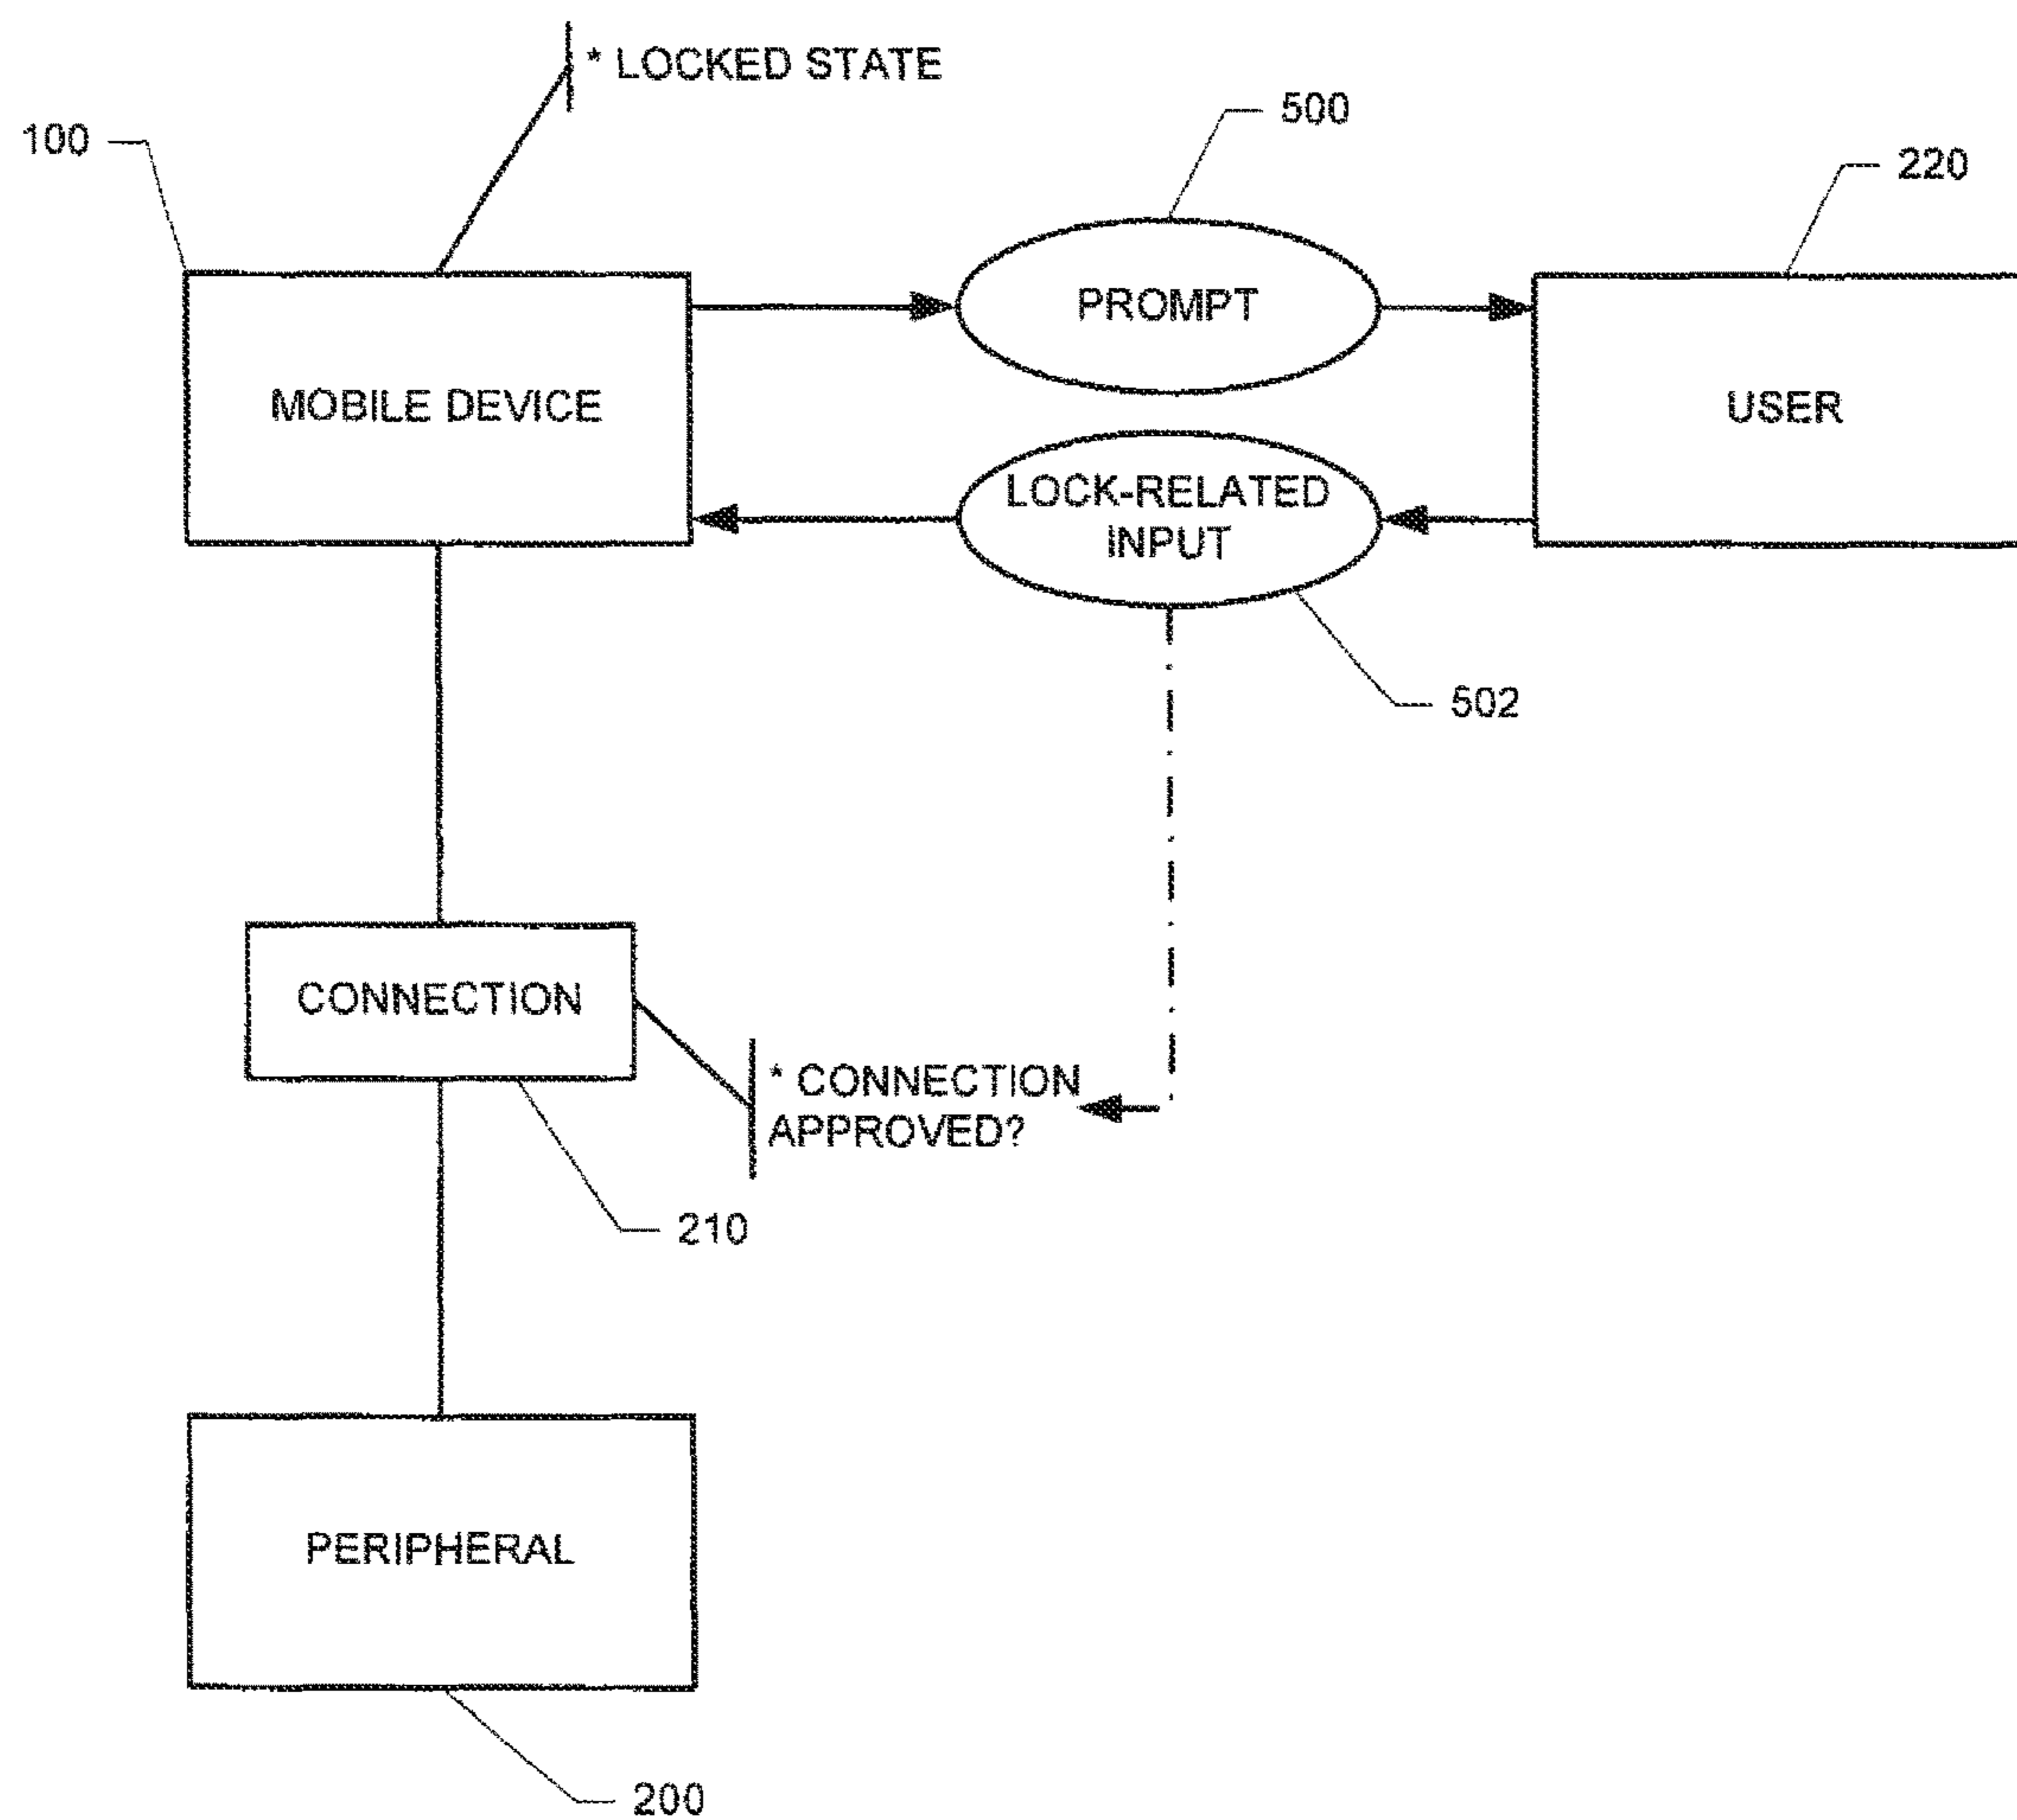 * LOCKED STATE
100
500
220
PROMPT
MOBILE DEVICE
USER
LOCK-RELATED
INPUT
502
CONNECTION
* CONNECTION
APPROVED?
210
PERIPHERAL
200